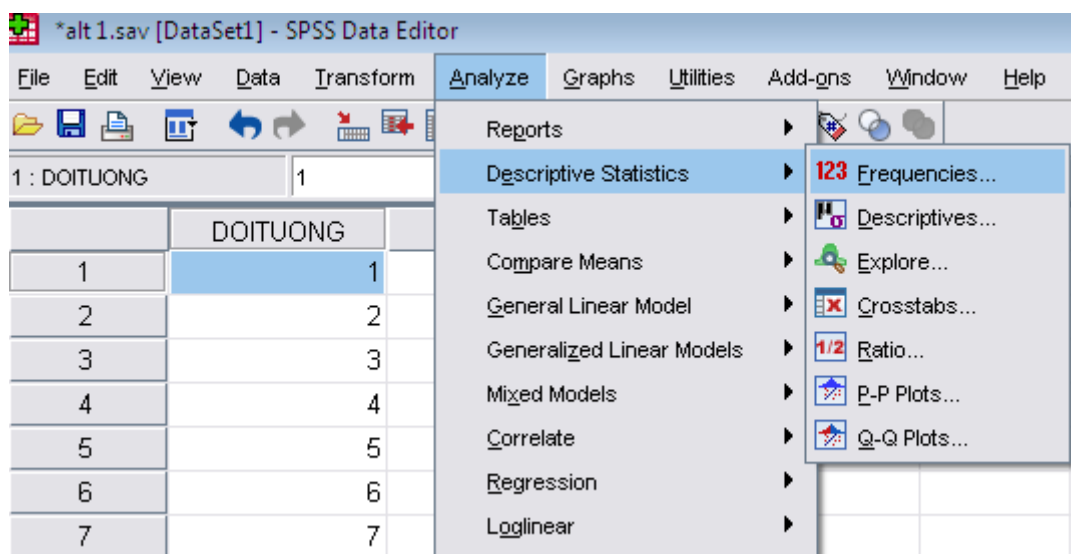 *alt 1.sav [DataSet1] - SPSS Data Editor
File Edit View Data Transform Analyze Graphs Utilities Add-ons Window Help
1 : DOITUONG 1
DOITUONG
1 1
2 2
3 3
4 4
5 5
6 6
7 7
Reports
Descriptive Statistics
Tables
Compare Means
General Linear Model
Generalized Linear Models
Mixed Models
Correlate
Regression
Loglinear
123 Frequencies...
μσ Descriptives...
Explore...
Crosstabs...
1/2 Ratio...
P-P Plots...
Q-Q Plots...